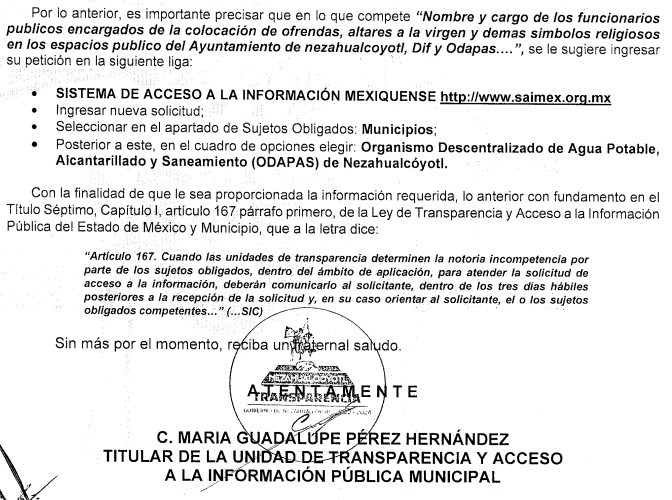 Por lo anterior, es importante precisar que en lo que compete “Nombre y cargo de los funcionarios
publicos encargados de la colocación de ofrendas, altares a la virgen y demas simbolos religiosos
en los espacios publico del Ayuntamiento de nezahualcoyotl, Dif y Odapas....”, se le sugiere ingresar
su petición en la siguiente liga:
• SISTEMA DE ACCESO A LA INFORMACIÓN MEXIQUENSE http://www.saimex.org.mx
• Ingresar nueva solicitud;
• Seleccionar en el apartado de Sujetos Obligados: Municipios;
• Posterior a este, en el cuadro de opciones elegir: Organismo Descentralizado de Agua Potable,
Alcantarillado y Saneamiento (ODAPAS) de Nezahualcóyotl.
Con la finalidad de que le sea proporcionada la información requerida, lo anterior con fundamento en el
Título Séptimo, Capítulo I, artículo 167 párrafo primero, de la Ley de Transparencia y Acceso a la Información
Pública del Estado de México y Municipio, que a la letra dice:
“Artículo 167. Cuando las unidades de transparencia determinen la notoria incompetencia por
parte de los sujetos obligados, dentro del ámbito de aplicación, para atender la solicitud de
acceso a la información, deberán comunicarlo al solicitante, dentro de los tres días hábiles
posteriores a la recepción de la solicitud y, en su caso orientar al solicitante, el o los sujetos
obligados competentes...” (...SIC)
Sin más por el momento, reciba un fraternal saludo.
NEZAHUALCÓYOTL
A T E N T A M E N T E
TRANSPARENCIA
C. MARIA GUADALUPE PÉREZ HERNÁNDEZ
TITULAR DE LA UNIDAD DE TRANSPARENCIA Y ACCESO
A LA INFORMACIÓN PÚBLICA MUNICIPAL